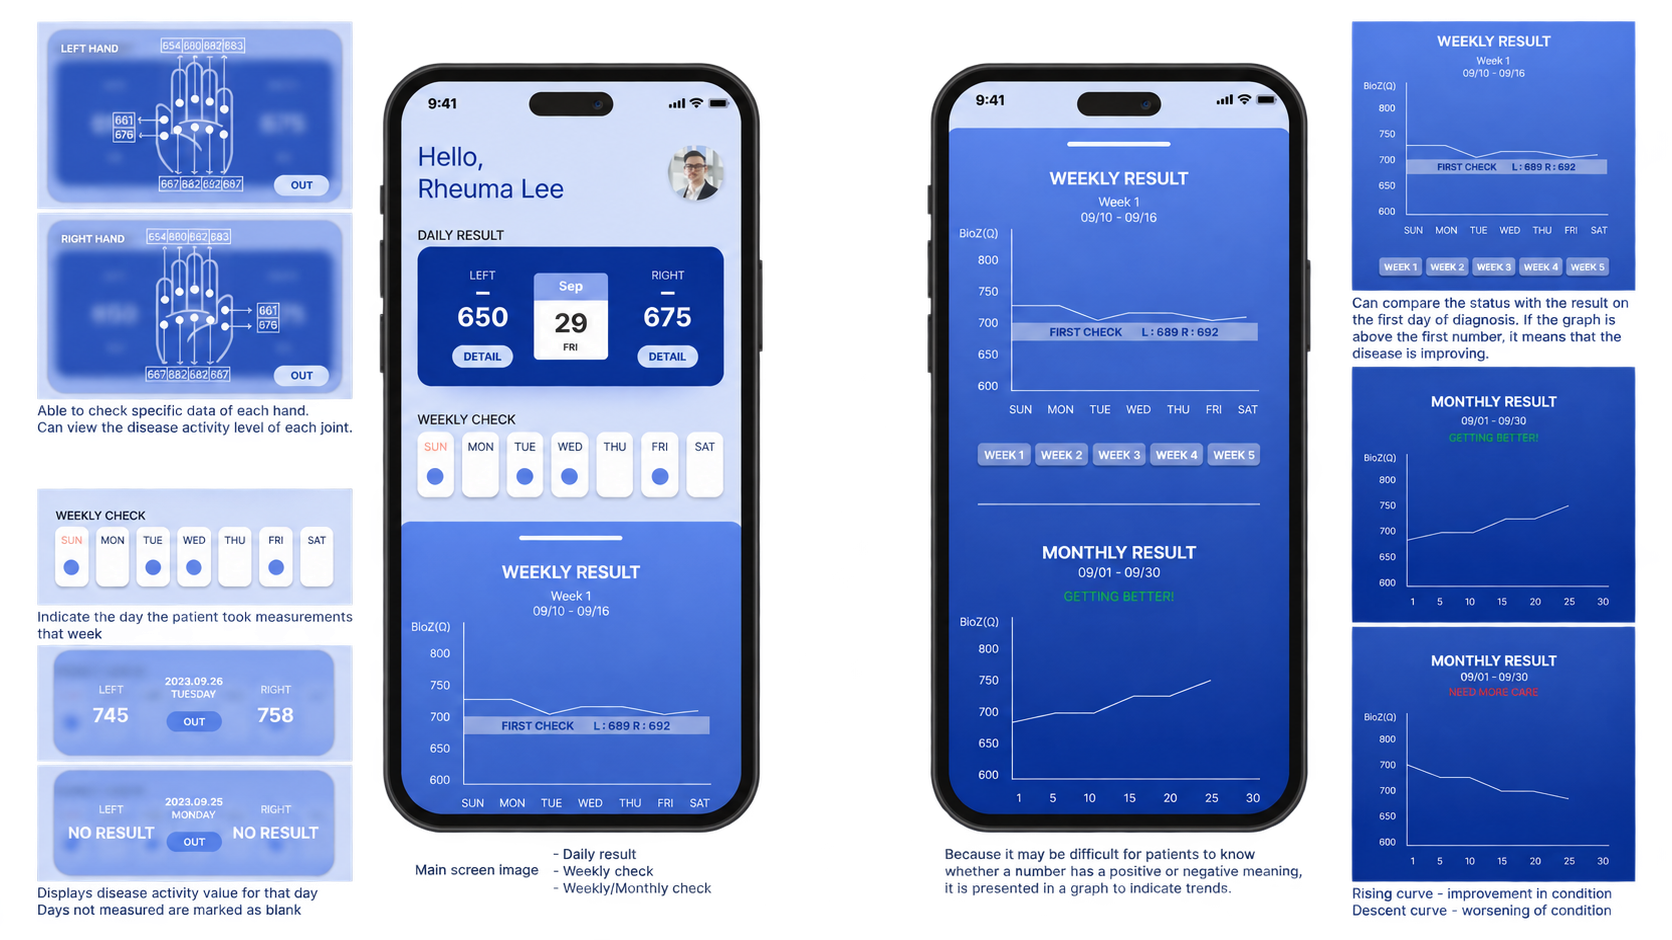 LEFT HAND
654 680 682 683
661
676
667 682 692 687
OUT
RIGHT HAND
654 680 662 683
661
676
667 682 682 687
OUT
Able to check specific data of each hand.
Can view the disease activity level of each joint.
WEEKLY CHECK
SUN MON TUE WED THU FRI SAT
Indicate the day the patient took measurements
that week
2023.09.26
TUESDAY
LEFT RIGHT
745 758
OUT
2023.09.25
MONDAY
LEFT RIGHT
NO RESULT NO RESULT
OUT
Displays disease activity value for that day
Days not measured are marked as blank
9:41
Hello,
Rheuma Lee
DAILY RESULT
LEFT
650
DETAIL
Sep
29
FRI
RIGHT
675
DETAIL
WEEKLY CHECK
SUN MON TUE WED THU FRI SAT
WEEKLY RESULT
Week 1
09/10 - 09/16
BioZ(Ω)
800
750
700
FIRST CHECK L : 689 R : 692
650
600
SUN MON TUE WED THU FRI SAT
Main screen image
- Daily result
- Weekly check
- Weekly/Monthly check
9:41
WEEKLY RESULT
Week 1
09/10 - 09/16
BioZ(Ω)
800
750
700
FIRST CHECK L : 689 R : 692
650
600
SUN MON TUE WED THU FRI SAT
WEEK 1 WEEK 2 WEEK 3 WEEK 4 WEEK 5
MONTHLY RESULT
09/01 - 09/30
GETTING BETTER!
BioZ(Ω)
800
750
700
650
600
1 5 10 15 20 25 30
Because it may be difficult for patients to know
whether a number has a positive or negative meaning,
it is presented in a graph to indicate trends.
WEEKLY RESULT
Week 1
09/10 - 09/16
BioZ(Ω)
800
750
700
FIRST CHECK L : 689 R : 692
650
600
SUN MON TUE WED THU FRI SAT
WEEK 1 WEEK 2 WEEK 3 WEEK 4 WEEK 5
Can compare the status with the result on
the first day of diagnosis. If the graph is
above the first number, it means that the
disease is improving.
MONTHLY RESULT
09/01 - 09/30
GETTING BETTER!
BioZ(Ω)
800
750
700
650
600
1 5 10 15 20 25 30
MONTHLY RESULT
09/01 - 09/30
NEED MORE CARE
BioZ(Ω)
800
700
700
650
600
1 5 10 15 20 25 30
Rising curve - improvement in condition
Descent curve - worsening of condition